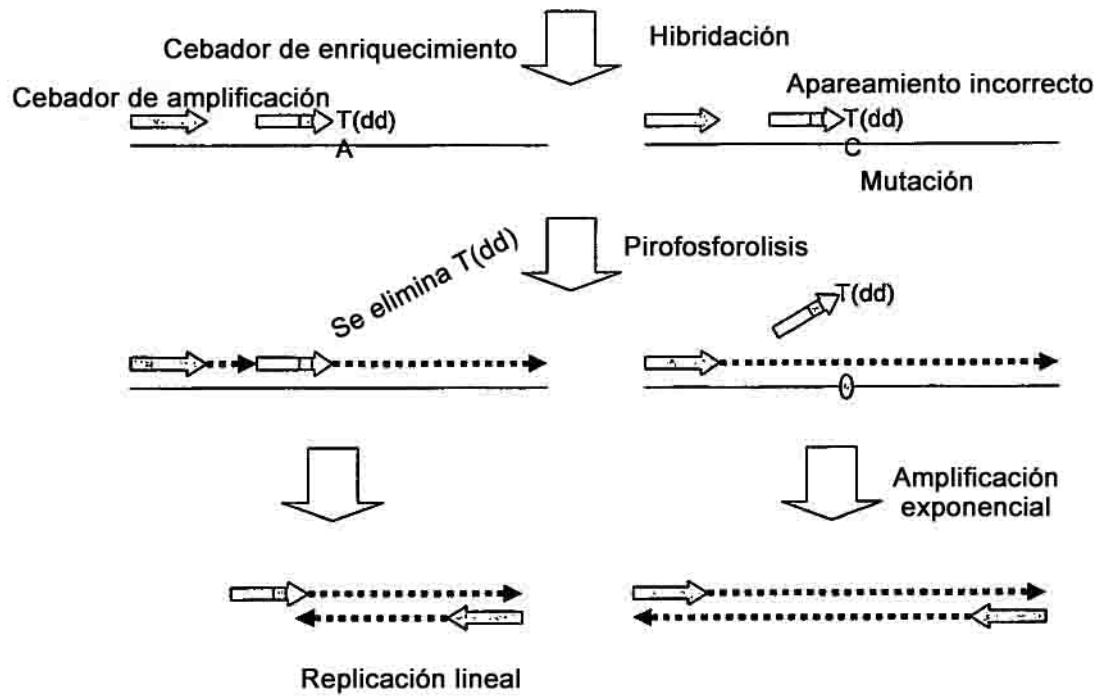 Cebador de enriquecimiento
Hibridación
Cebador de amplificación
Apareamiento incorrecto
T(dd)
A
T(dd)
C
Mutación
Se elimina T(dd)
Pirofosforolisis
T(dd)
Amplificación
exponencial
Replicación lineal